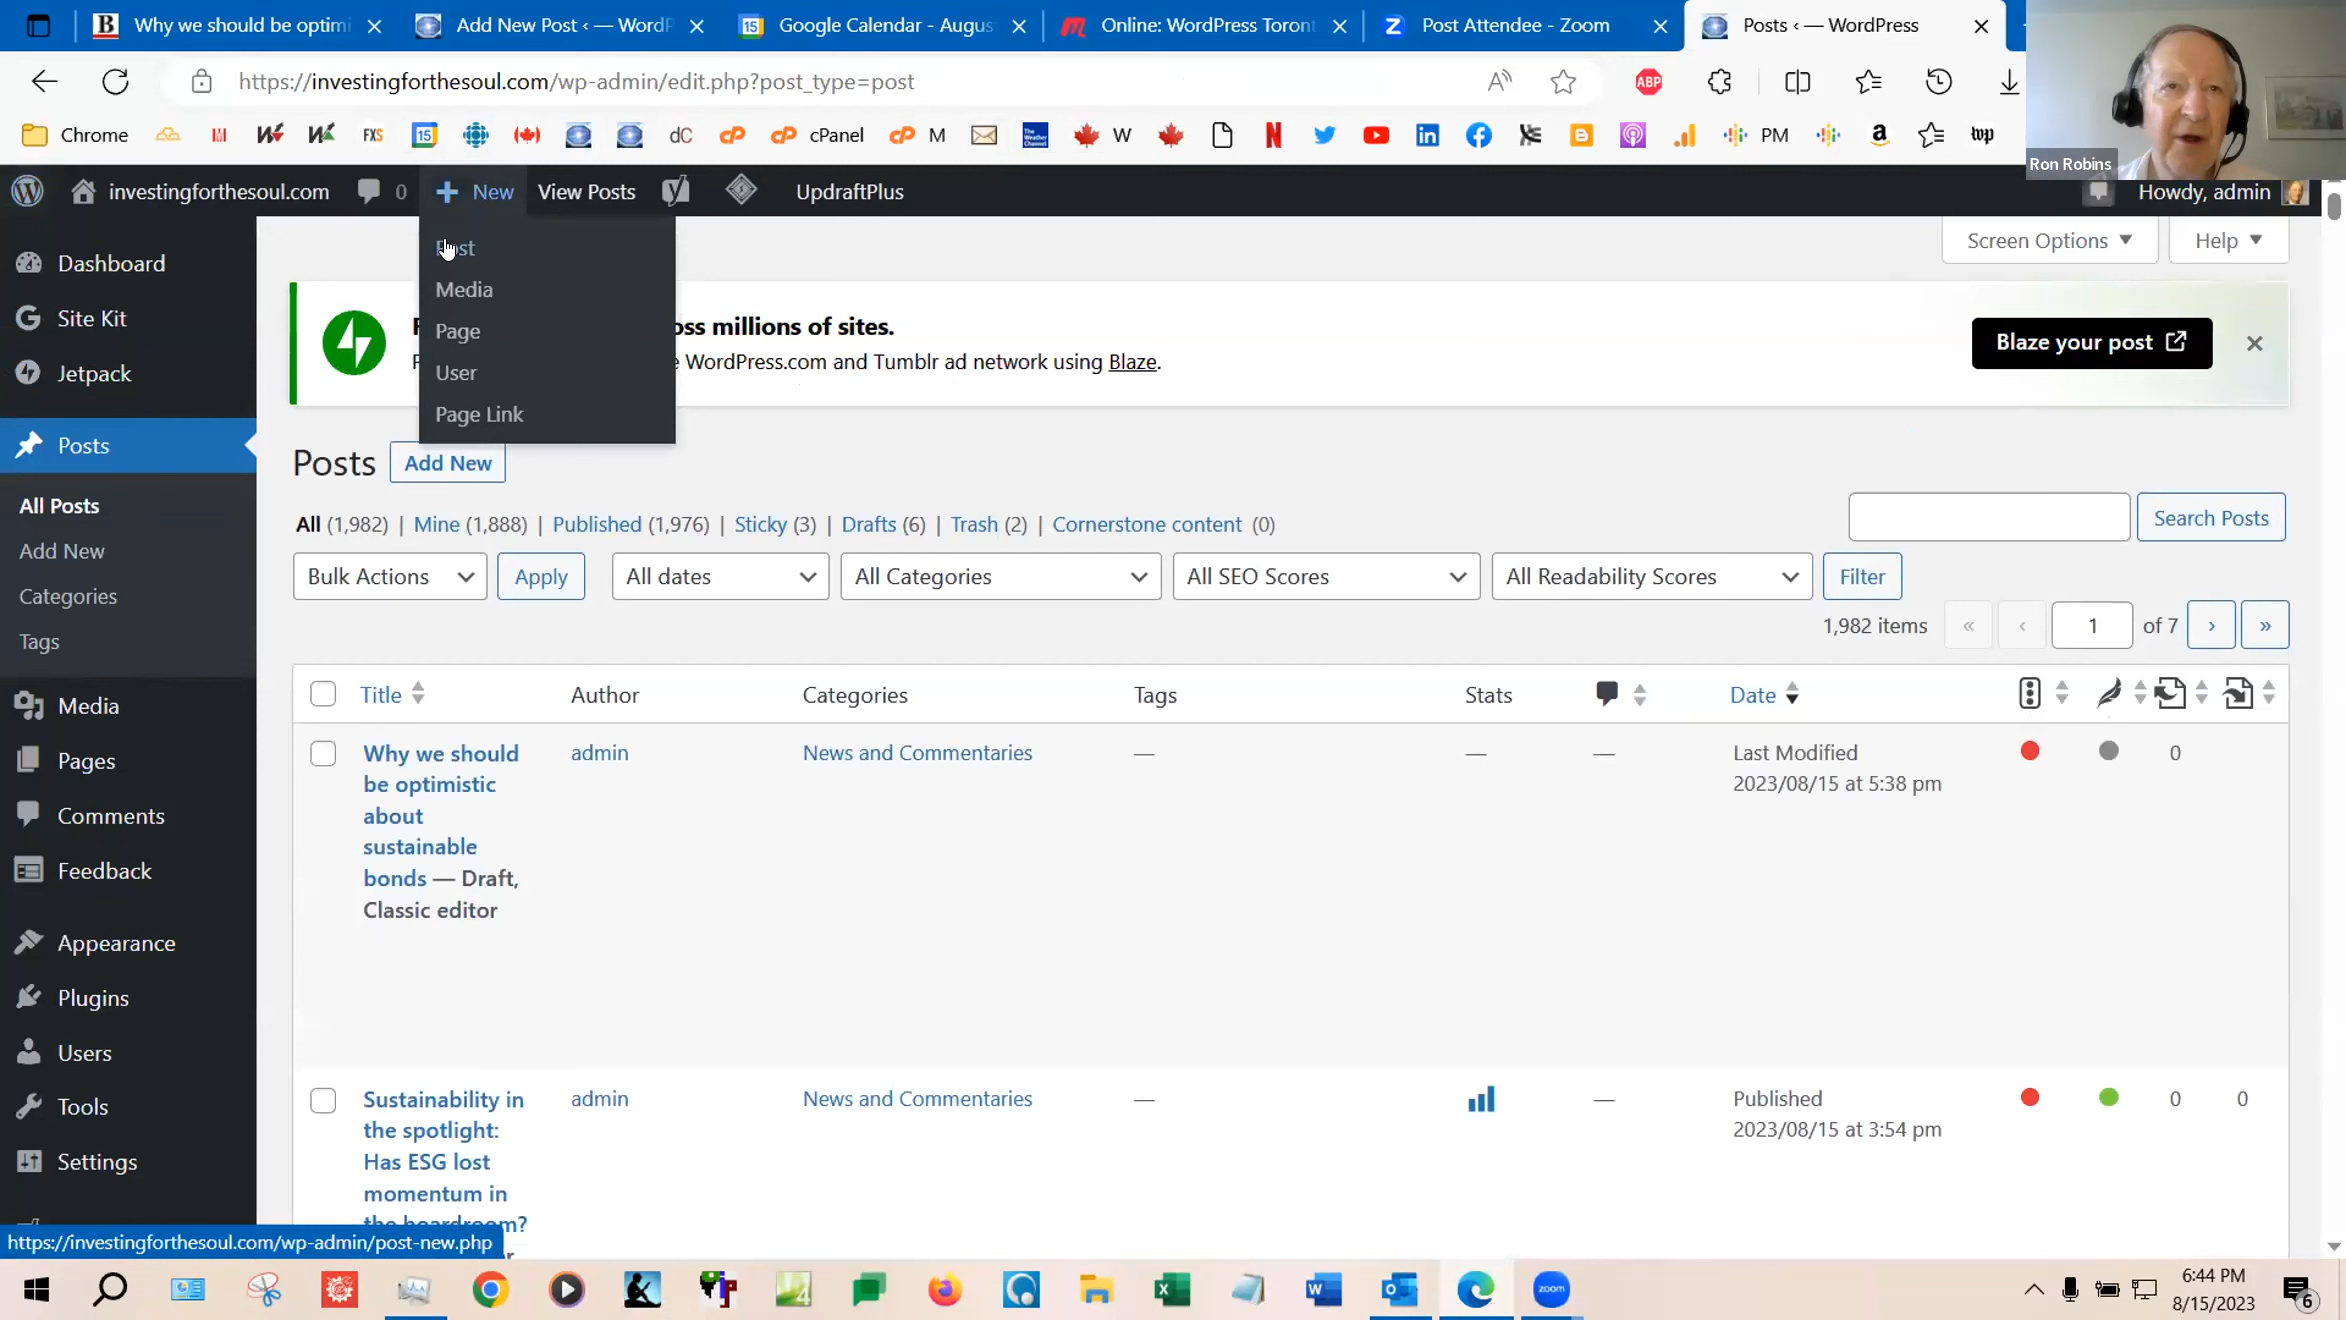 Why we should be optimi
Add New Post ‹ — WordP
15
Google Calendar - Augus
Online: WordPress Toront
Post Attendee - Zoom
Posts ‹ — WordPress
https://investingforthesoul.com/wp-admin/edit.php?post_type=post
ABP
Chrome
FXS
15
dC
cPanel
M
W
PM
wp
Ron Robins
investingforthesoul.com
0
+ New
View Posts
UpdraftPlus
Howdy, admin
Post
Media
Page
User
Page Link
Screen Options
Help
Dashboard
Site Kit
Jetpack
Posts
All Posts
Add New
Categories
Tags
Media
Pages
Comments
Feedback
Appearance
Plugins
Users
Tools
Settings
oss millions of sites.
WordPress.com and Tumblr ad network using Blaze.
Blaze your post
Posts
Add New
All (1,982) | Mine (1,888) | Published (1,976) | Sticky (3) | Drafts (6) | Trash (2) | Cornerstone content (0)
Search Posts
Bulk Actions
Apply
All dates
All Categories
All SEO Scores
All Readability Scores
Filter
1,982 items « ‹ 1 of 7 › »
Title Author Categories Tags Stats Date
Why we should be optimistic about sustainable bonds — Draft, Classic editor
admin
News and Commentaries
—
—
—
Last Modified
2023/08/15 at 5:38 pm
0
Sustainability in the spotlight: Has ESG lost momentum in the boardroom?
admin
News and Commentaries
—
—
Published
2023/08/15 at 3:54 pm
0
0
https://investingforthesoul.com/wp-admin/post-new.php
zoom
6:44 PM
8/15/2023
6